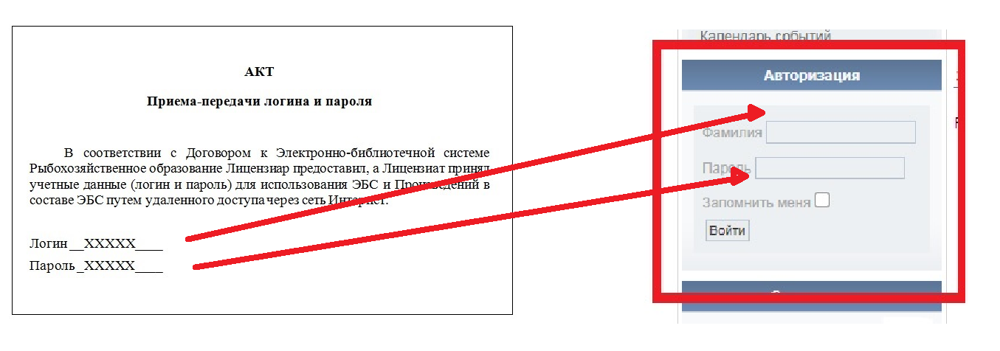 АКТ
Приема-передачи логина и пароля
В соответствии с Договором к Электронно-библиотечной системе
Рыбохозяйственное образование Лицензиар предоставил, а Лицензиат принял
учетные данные (логин и пароль) для использования ЭБС и Произведений в
составе ЭБС путем удаленного доступа через сеть Интернет.
Логин __XXXXX____
Пароль _XXXXX____
Календарь событий
Авторизация
Фамилия
Пароль
Запомнить меня
Войти